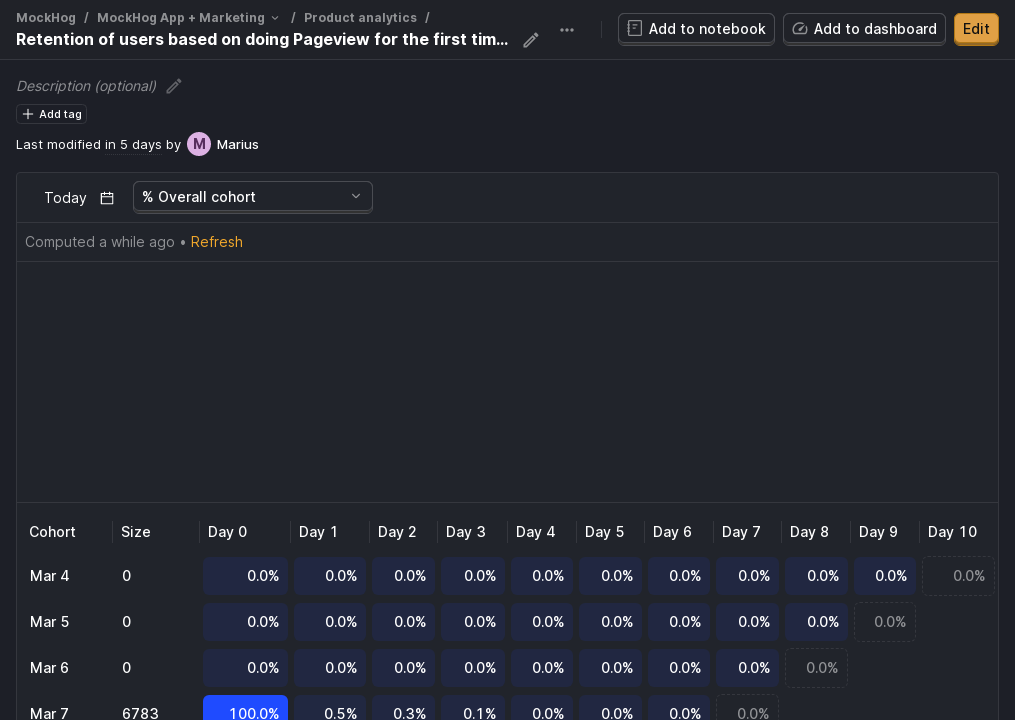 MockHog / MockHog App + Marketing / Product analytics /
Retention of users based on doing Pageview for the first tim...
Add to notebook
Add to dashboard
Edit
Description (optional)
Add tag
Last modified in 5 days by M Marius
Today
% Overall cohort
Computed a while ago • Refresh
Cohort Size Day 0 Day 1 Day 2 Day 3 Day 4 Day 5 Day 6 Day 7 Day 8 Day 9 Day 10
Mar 4 0 0.0% 0.0% 0.0% 0.0% 0.0% 0.0% 0.0% 0.0% 0.0% 0.0% 0.0%
Mar 5 0 0.0% 0.0% 0.0% 0.0% 0.0% 0.0% 0.0% 0.0% 0.0% 0.0%
Mar 6 0 0.0% 0.0% 0.0% 0.0% 0.0% 0.0% 0.0% 0.0% 0.0%
Mar 7 6783 100.0% 0.5% 0.3% 0.1% 0.0% 0.0% 0.0% 0.0%